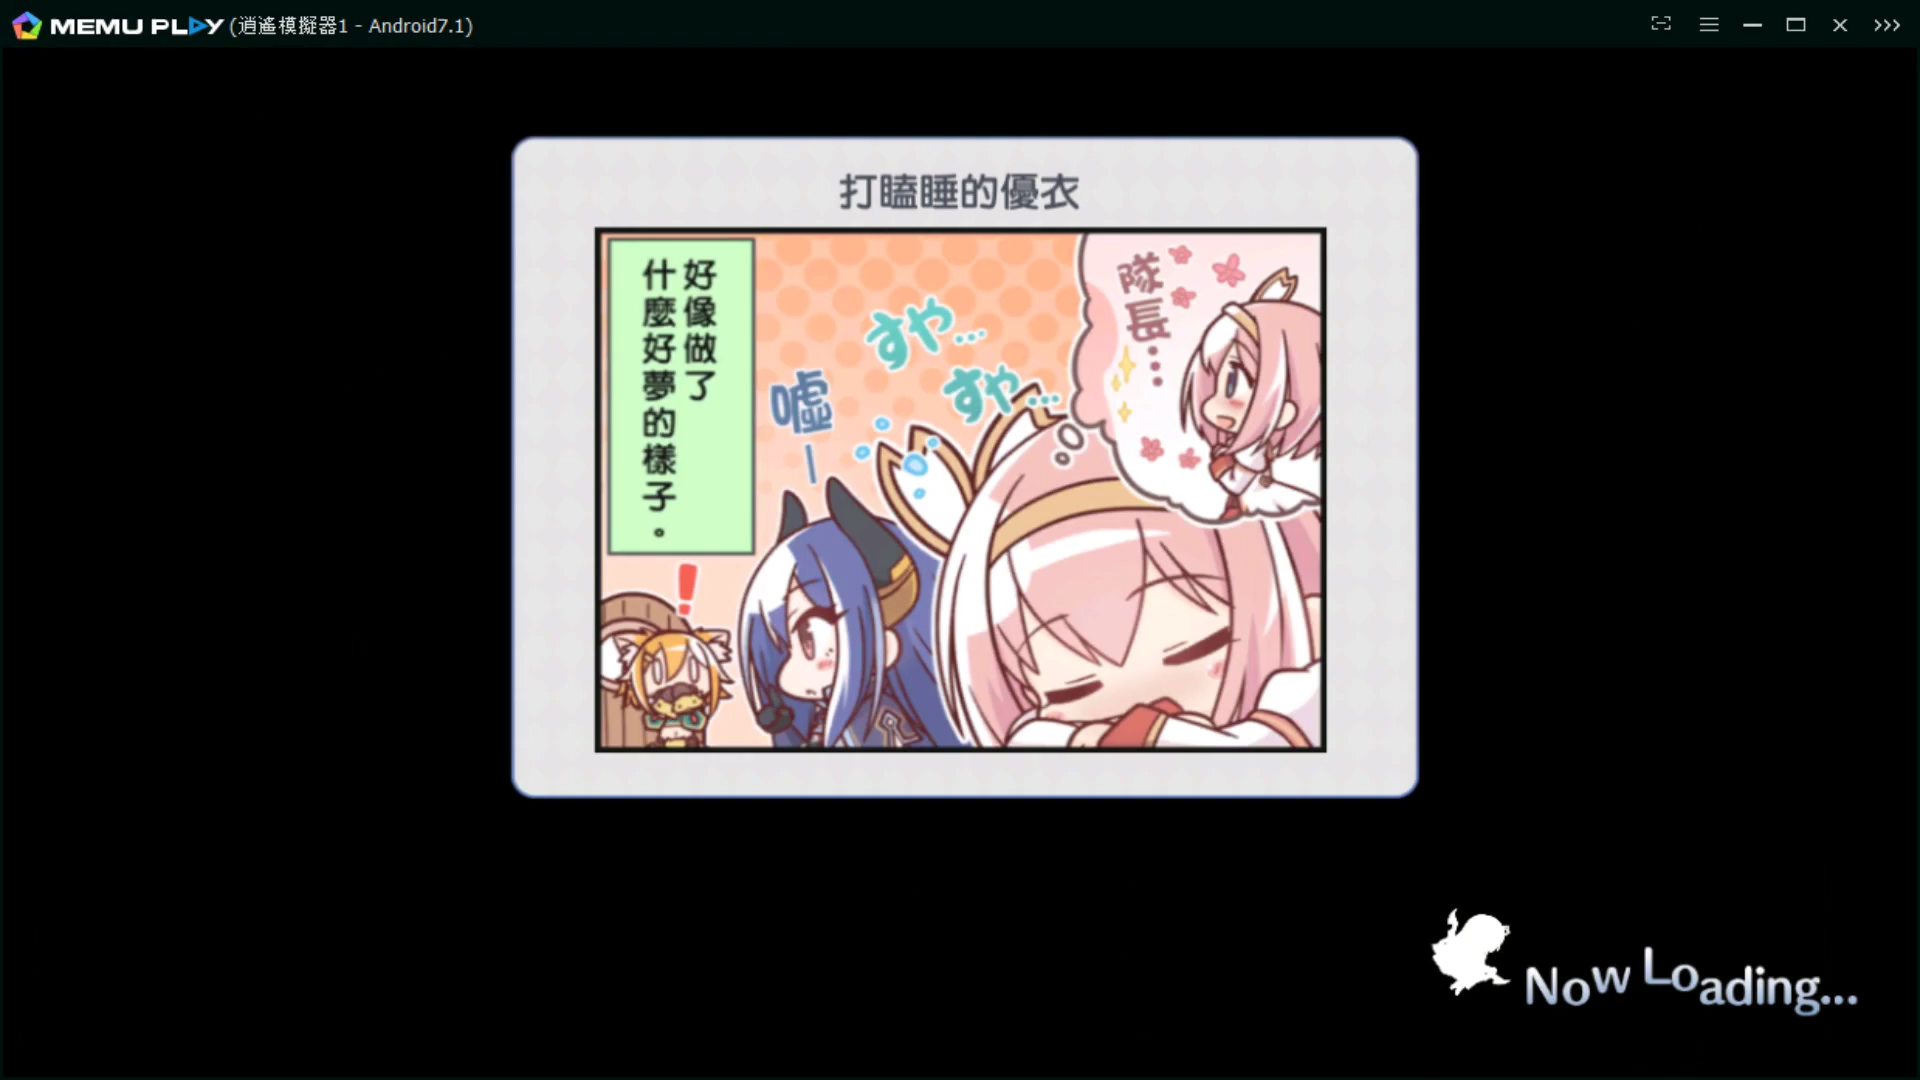 MEMU PLAY (逍遙模擬器1 - Android7.1)
打瞌睡的優衣
好像做了
什麼好夢的樣子。
隊長…
すや…
すや…
噓—
!
Now Loading...